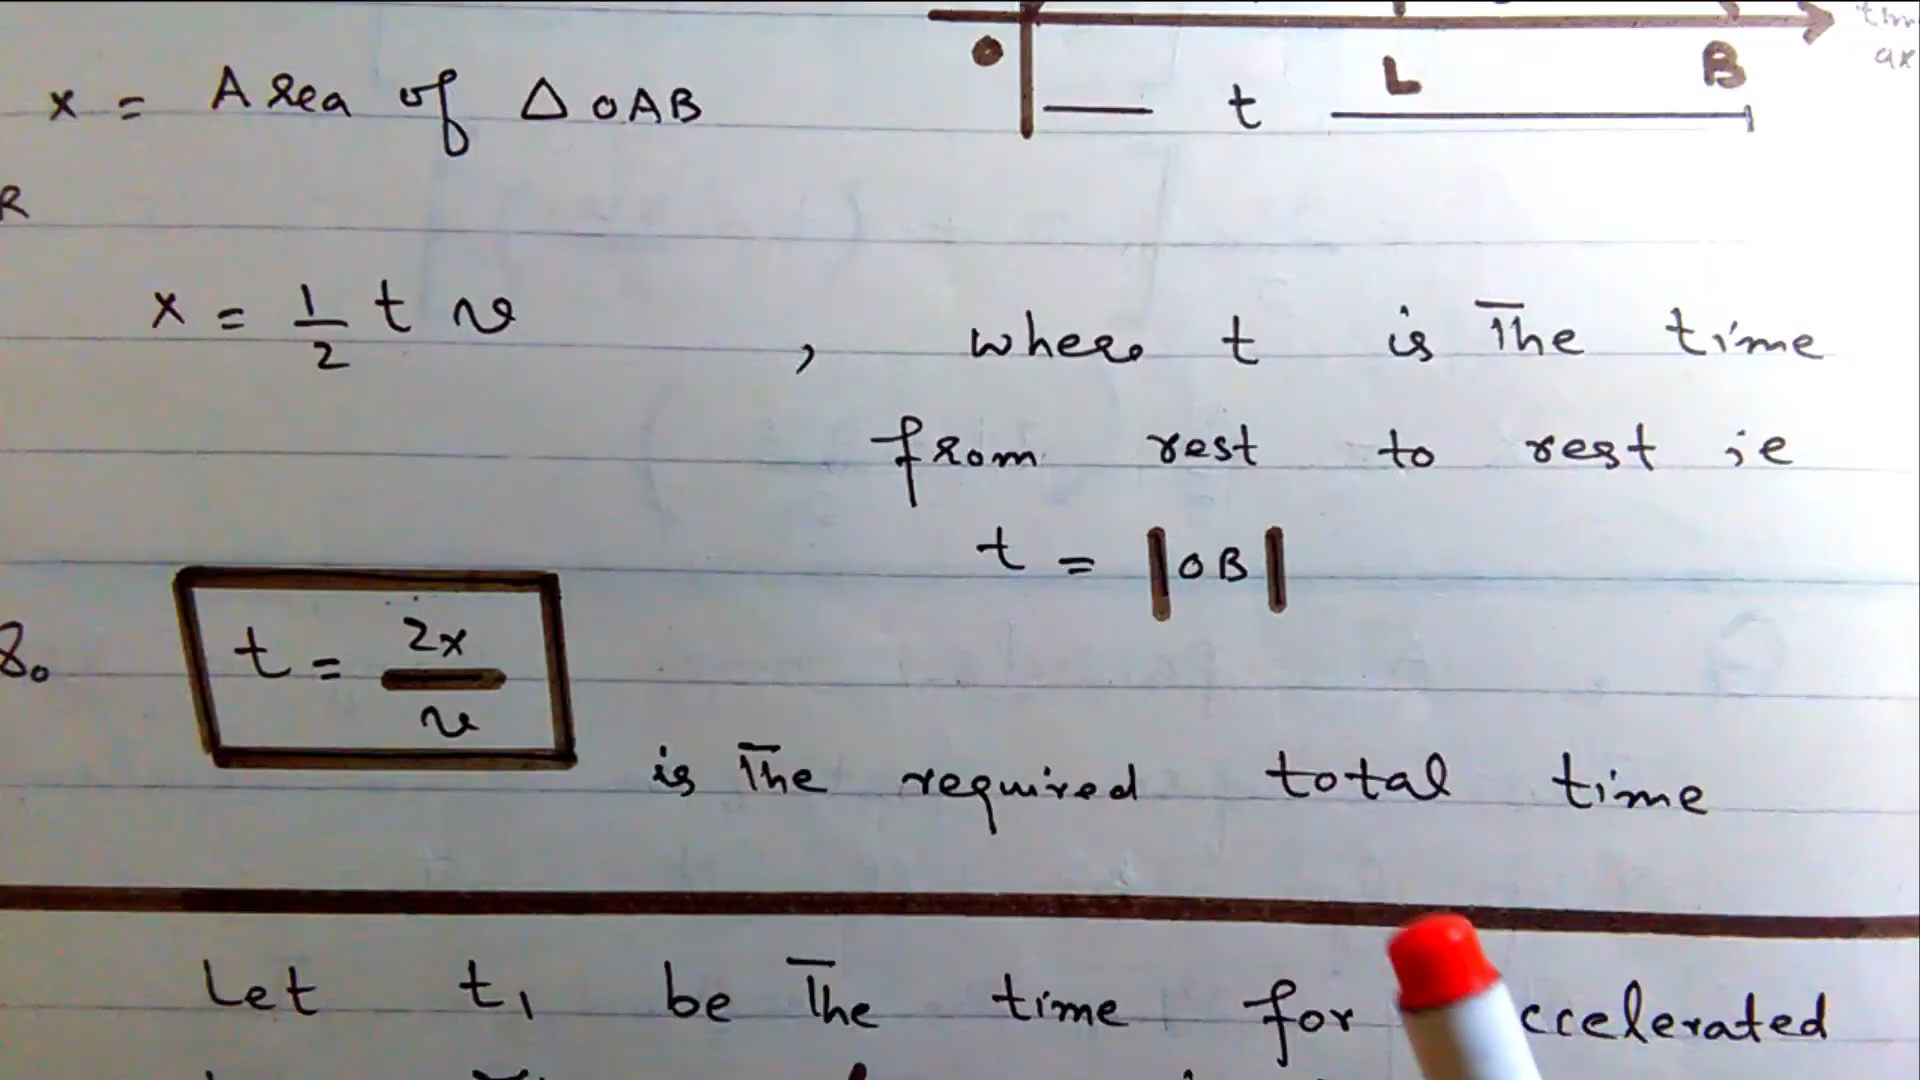 O L B
x = Area of △OAB
t
R
x = 1/2 t v , where t is The time
from rest to rest ie
t = |OB|
So t = 2x/v
is The required total time
Let t₁ be The time for ccelerated